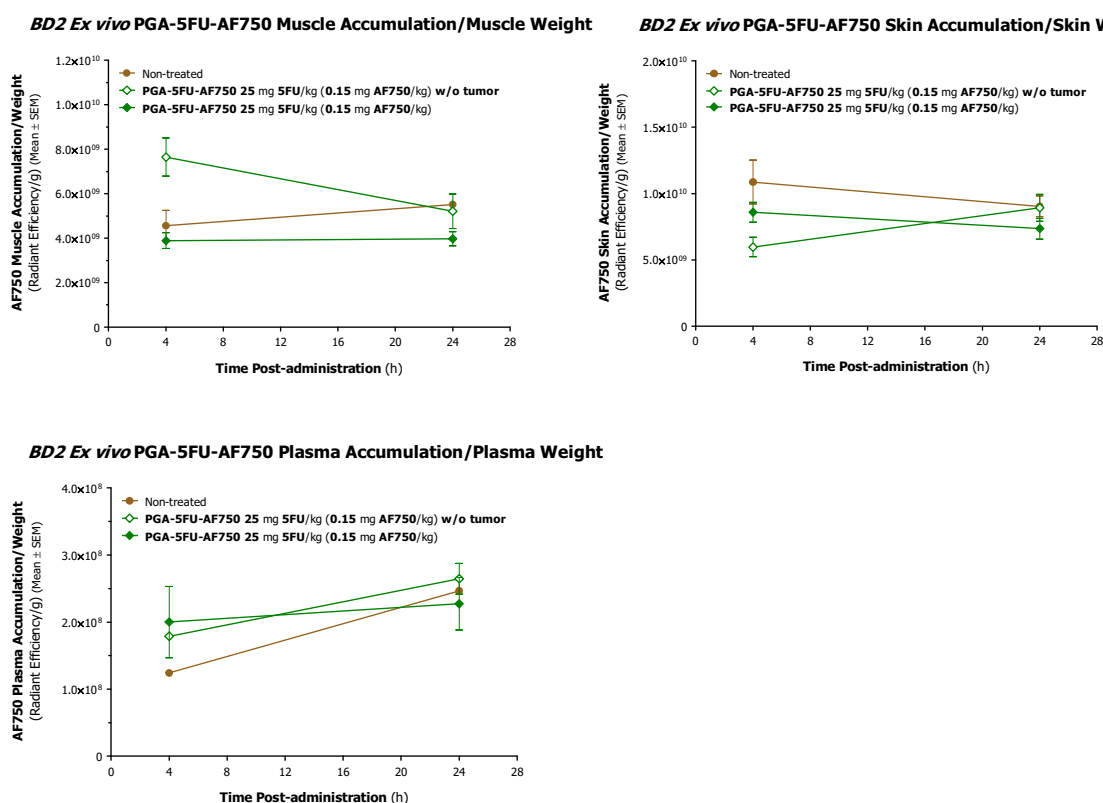 BD2 Ex vivo PGA-5FU-AF750 Muscle Accumulation/Muscle Weight
AF750 Muscle Accumulation/Weight
(Radiant Efficiency/g) (Mean ± SEM)
1.2×10¹⁰
1.0×10¹⁰
8.0×10⁰⁹
6.0×10⁰⁹
4.0×10⁰⁹
2.0×10⁰⁹
0
Non-treated
PGA-5FU-AF750 25 mg 5FU/kg (0.15 mg AF750/kg) w/o tumor
PGA-5FU-AF750 25 mg 5FU/kg (0.15 mg AF750/kg)
0 4 8 12 16 20 24 28
Time Post-administration (h)
BD2 Ex vivo PGA-5FU-AF750 Skin Accumulation/Skin W
AF750 Skin Accumulation/Weight
(Radiant Efficiency/g) (Mean ± SEM)
2.0×10¹⁰
1.5×10¹⁰
1.0×10¹⁰
5.0×10⁰⁹
0
Non-treated
PGA-5FU-AF750 25 mg 5FU/kg (0.15 mg AF750/kg) w/o tumor
PGA-5FU-AF750 25 mg 5FU/kg (0.15 mg AF750/kg)
0 4 8 12 16 20 24 28
Time Post-administration (h)
BD2 Ex vivo PGA-5FU-AF750 Plasma Accumulation/Plasma Weight
AF750 Plasma Accumulation/Weight
(Radiant Efficiency/g) (Mean ± SEM)
4.0×10⁸
3.0×10⁸
2.0×10⁸
1.0×10⁸
0
Non-treated
PGA-5FU-AF750 25 mg 5FU/kg (0.15 mg AF750/kg) w/o tumor
PGA-5FU-AF750 25 mg 5FU/kg (0.15 mg AF750/kg)
0 4 8 12 16 20 24 28
Time Post-administration (h)